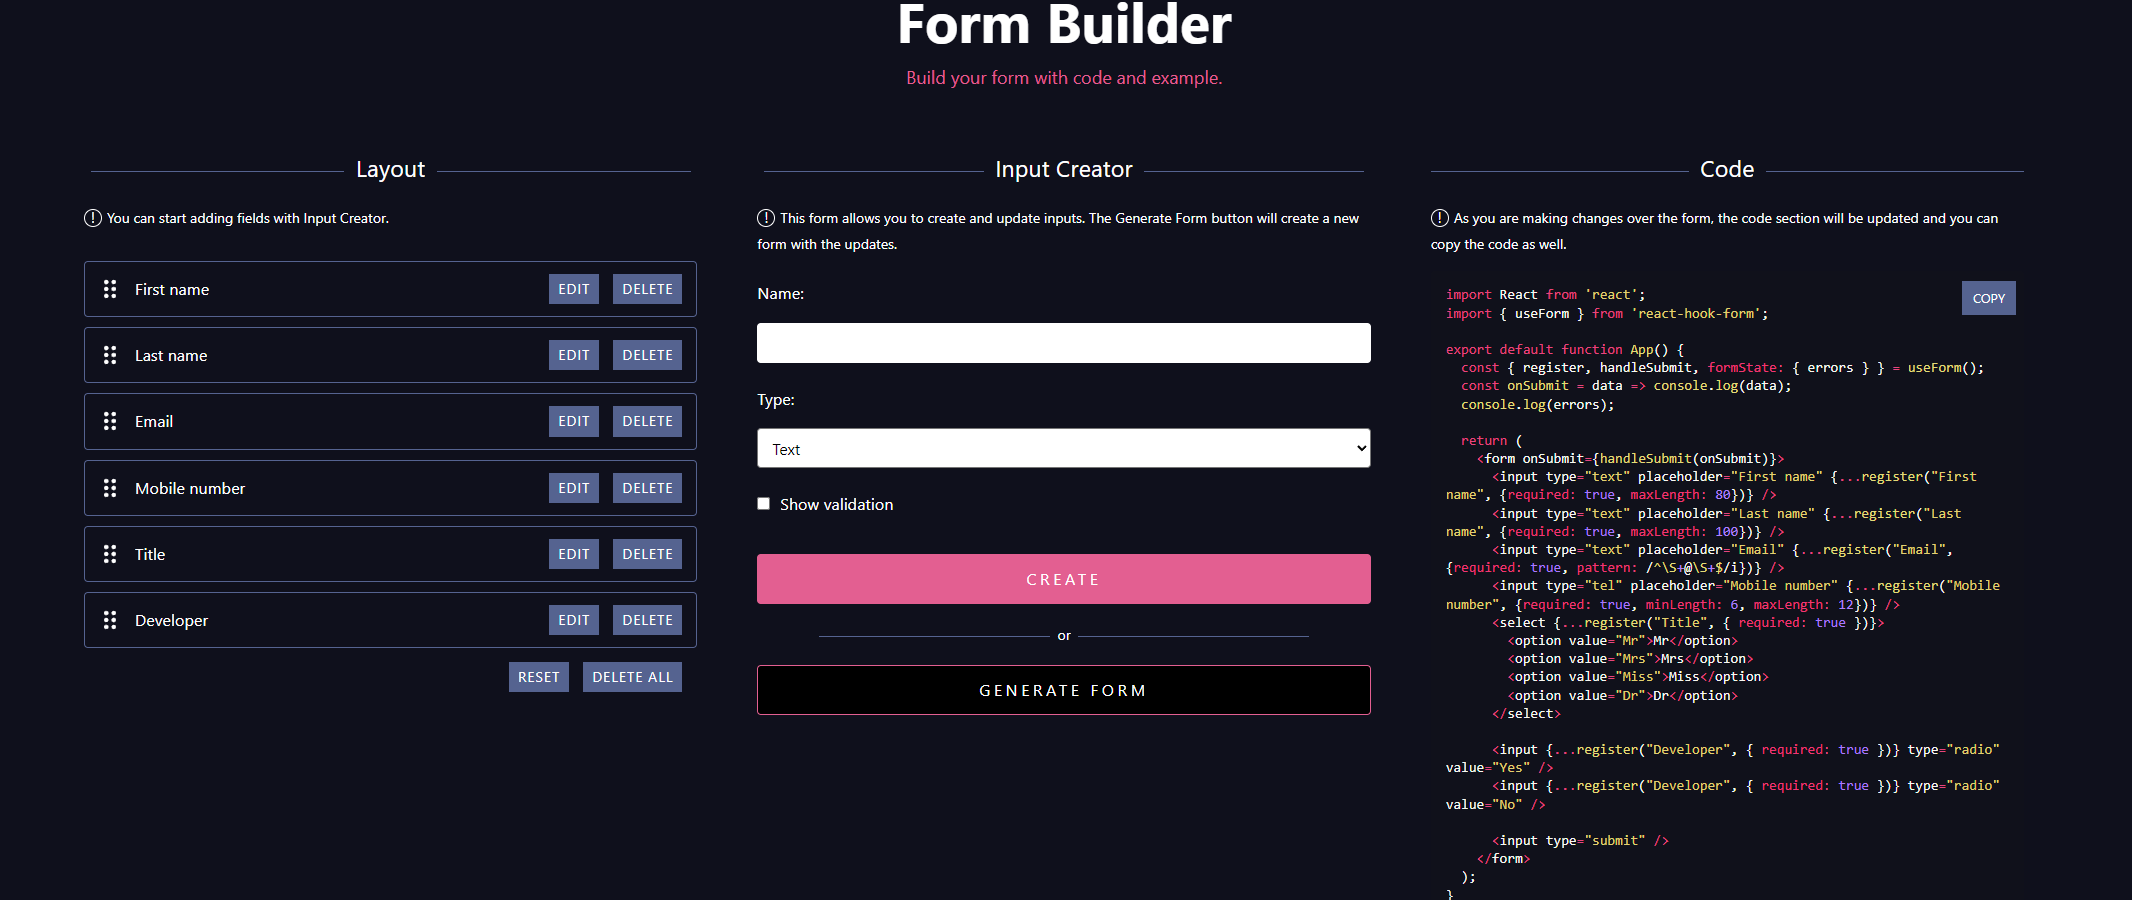 Form Builder
Build your form with code and example.
Layout
You can start adding fields with Input Creator.
First name
EDIT
DELETE
Last name
EDIT
DELETE
Email
EDIT
DELETE
Mobile number
EDIT
DELETE
Title
EDIT
DELETE
Developer
EDIT
DELETE
RESET
DELETE ALL
Input Creator
This form allows you to create and update inputs. The Generate Form button will create a new
form with the updates.
Name:
Type:
Text
Show validation
CREATE
or
GENERATE FORM
Code
As you are making changes over the form, the code section will be updated and you can
copy the code as well.
COPY
import React from 'react';
import { useForm } from 'react-hook-form';
export default function App() {
  const { register, handleSubmit, formState: { errors } } = useForm();
  const onSubmit = data => console.log(data);
  console.log(errors);
  return (
    <form onSubmit={handleSubmit(onSubmit)}>
      <input type="text" placeholder="First name" {...register("First
name", {required: true, maxLength: 80})} />
      <input type="text" placeholder="Last name" {...register("Last
name", {required: true, maxLength: 100})} />
      <input type="text" placeholder="Email" {...register("Email",
{required: true, pattern: /^\S+@\S+$/i})} />
      <input type="tel" placeholder="Mobile number" {...register("Mobile
number", {required: true, minLength: 6, maxLength: 12})} />
      <select {...register("Title", { required: true })}>
        <option value="Mr">Mr</option>
        <option value="Mrs">Mrs</option>
        <option value="Miss">Miss</option>
        <option value="Dr">Dr</option>
      </select>
      <input {...register("Developer", { required: true })} type="radio"
value="Yes" />
      <input {...register("Developer", { required: true })} type="radio"
value="No" />
      <input type="submit" />
    </form>
  );
}